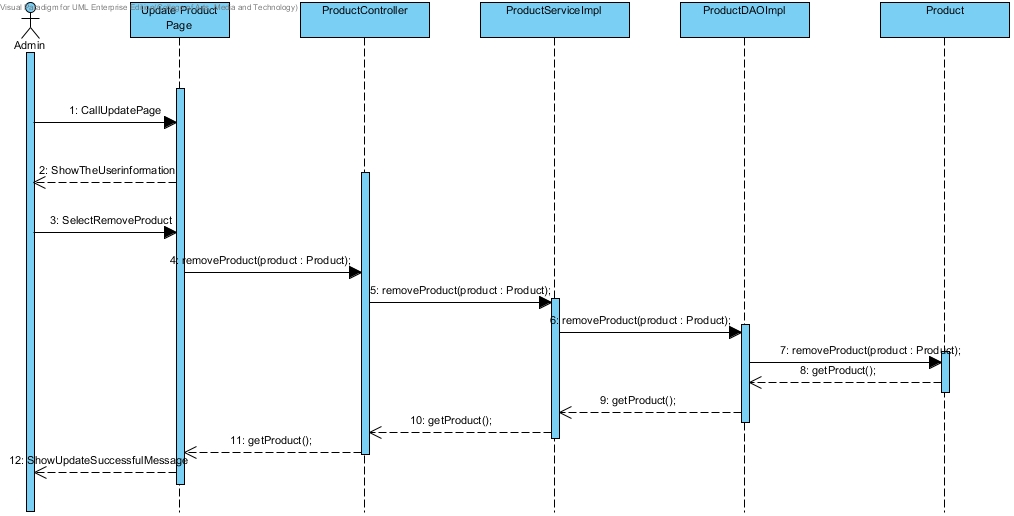 Visual Paradigm for UML Enterprise Edition Media and Technology)
Update Product
Page
ProductController
ProductServiceImpl
ProductDAOImpl
Product
Admin
1: CallUpdatePage
2: ShowTheUserinformation
3: SelectRemoveProduct
4: removeProduct(product : Product);
5: removeProduct(product : Product);
6: removeProduct(product : Product);
7: removeProduct(product : Product);
8: getProduct();
9: getProduct();
10: getProduct();
11: getProduct();
12: ShowUpdateSuccessfulMessage